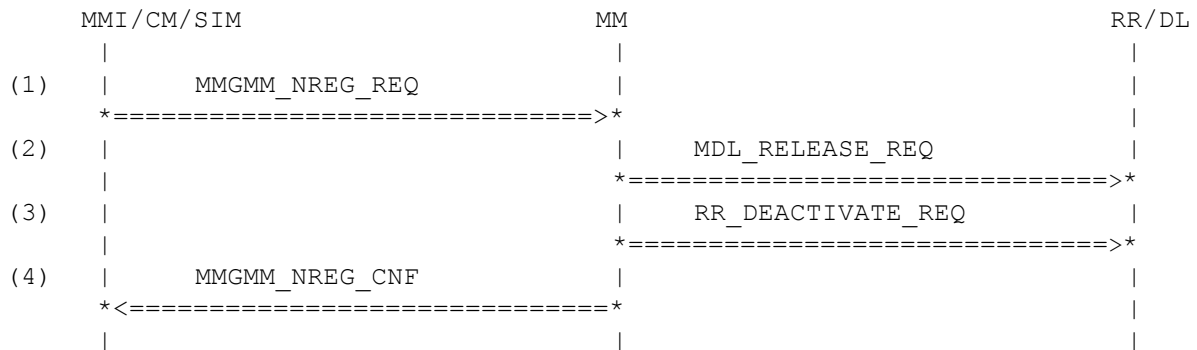 MMI/CM/SIM MM RR/DL
(1) MMGMM_NREG_REQ
(2) MDL_RELEASE_REQ
(3) RR_DEACTIVATE_REQ
(4) MMGMM_NREG_CNF